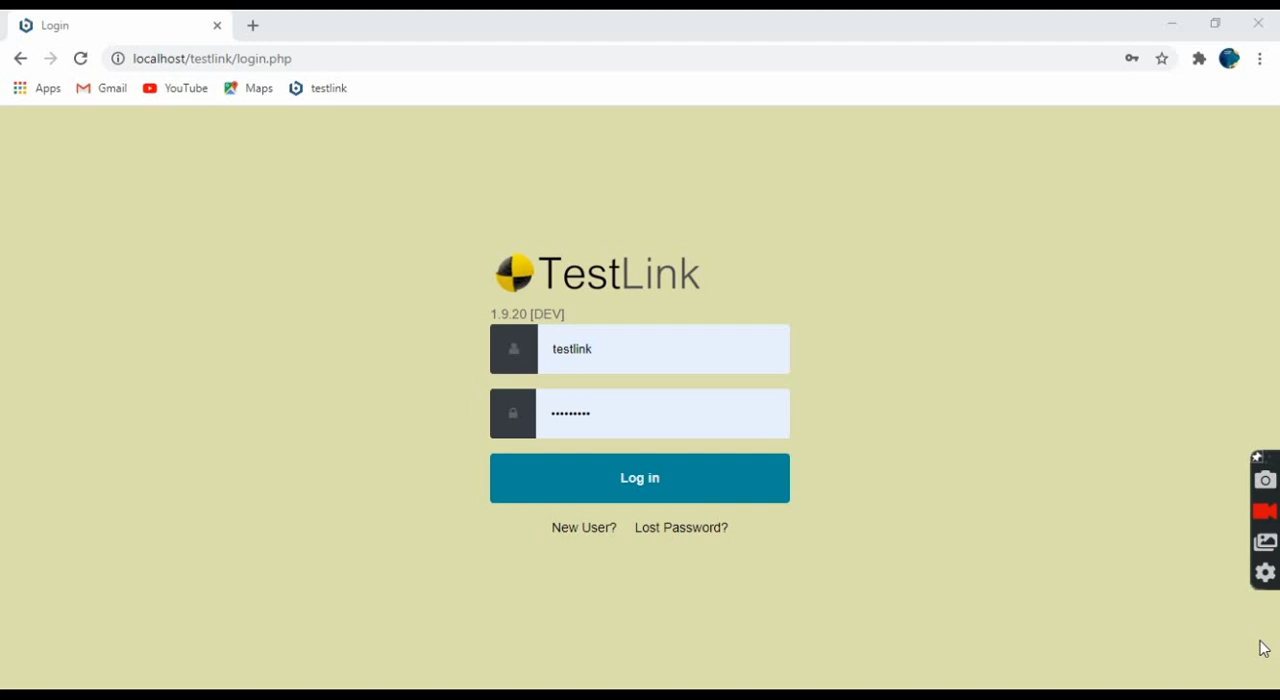 Login
localhost/testlink/login.php
Apps Gmail YouTube Maps testlink
TestLink
1.9.20 [DEV]
testlink
•••••••••
Log in
New User? Lost Password?